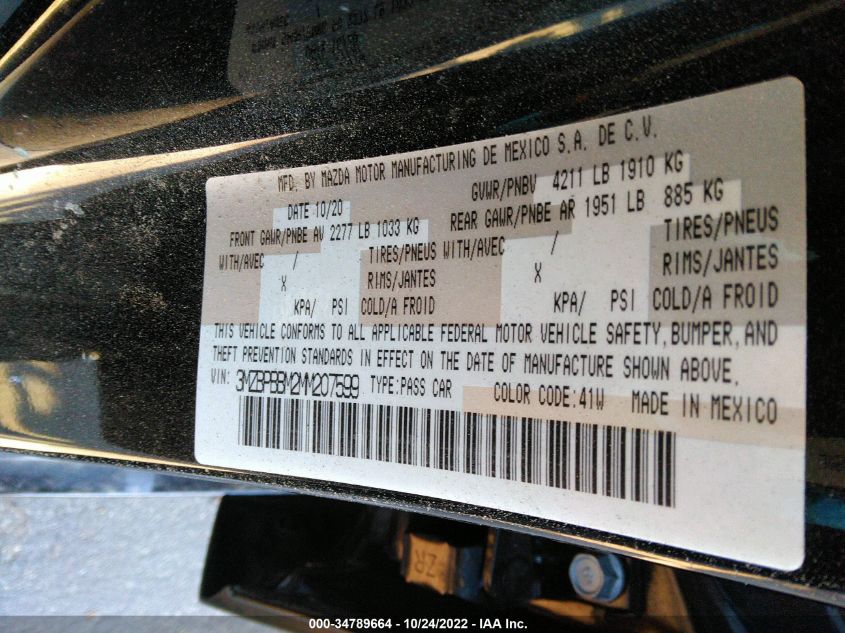 MFD. BY MAZDA MOTOR MANUFACTURING DE MEXICO S.A. DE C.V.
DATE 10/20 GVWR/PNBV 4211 LB 1910 KG
FRONT GAWR/PNBE AV 2277 LB 1033 KG REAR GAWR/PNBE AR 1951 LB 885 KG
WITH/AVEC / TIRES/PNEUS WITH/AVEC / TIRES/PNEUS
X RIMS/JANTES X RIMS/JANTES
KPA/ PSI COLD/A FROID KPA/ PSI COLD/A FROID
THIS VEHICLE CONFORMS TO ALL APPLICABLE FEDERAL MOTOR VEHICLE SAFETY, BUMPER, AND
THEFT PREVENTION STANDARDS IN EFFECT ON THE DATE OF MANUFACTURE SHOWN ABOVE.
VIN: 3MZBPBBM2MM207599 TYPE:PASS CAR COLOR CODE:41W MADE IN MEXICO
ZR
000-34789664 - 10/24/2022 - IAA Inc.